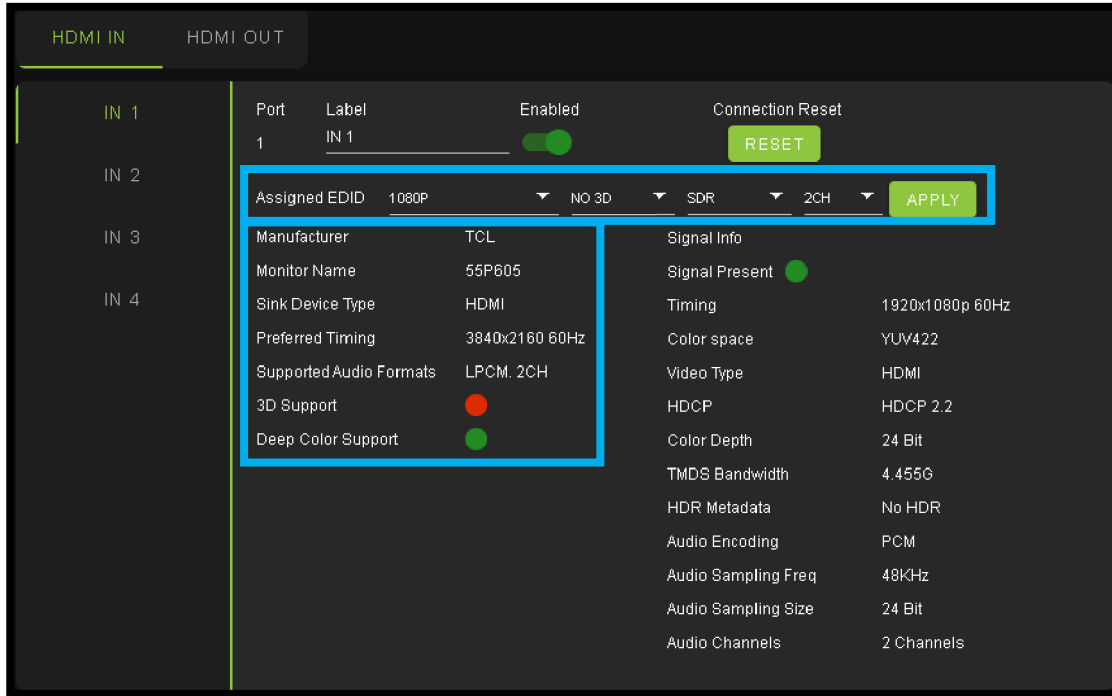 HDMI IN HDMI OUT
IN 1
IN 2
IN 3
IN 4
Port Label Enabled Connection Reset
1 IN 1 RESET
Assigned EDID 1080P NO 3D SDR 2CH APPLY
Manufacturer TCL
Monitor Name 55P605
Sink Device Type HDMI
Preferred Timing 3840x2160 60Hz
Supported Audio Formats LPCM. 2CH
3D Support
Deep Color Support
Signal Info
Signal Present
Timing 1920x1080p 60Hz
Color space YUV422
Video Type HDMI
HDCP HDCP 2.2
Color Depth 24 Bit
TMDS Bandwidth 4.455G
HDR Metadata No HDR
Audio Encoding PCM
Audio Sampling Freq 48KHz
Audio Sampling Size 24 Bit
Audio Channels 2 Channels